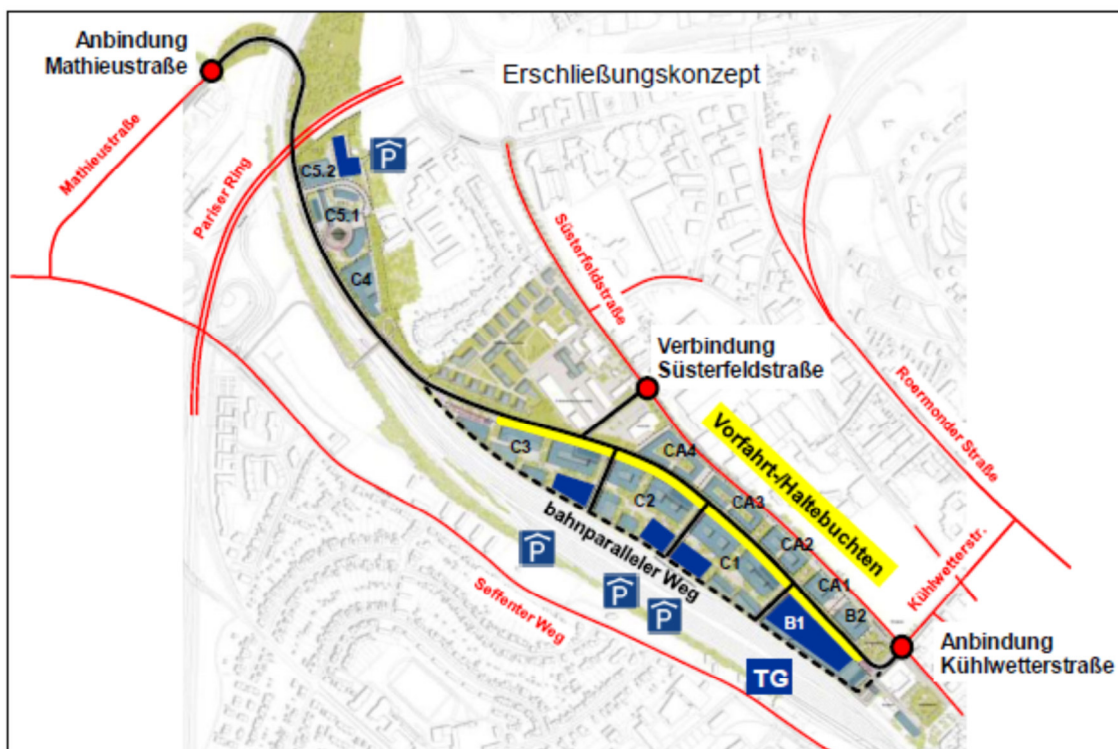 Anbindung
Mathieustraße
Erschließungskonzept
Mathieustraße
Pariser Ring
P
C5.2
C5.1
C4
Süsterfeldstraße
Roermonder Straße
Verbindung
Süsterfeldstraße
Vorfahrt-/Haltebuchten
C3
CA4
C2
CA3
CA2
C1
CA1
B2
B1
Kühlwetterstr.
bahnparalleler Weg
P
P
P
Seffenter Weg
TG
Anbindung
Kühlwetterstraße